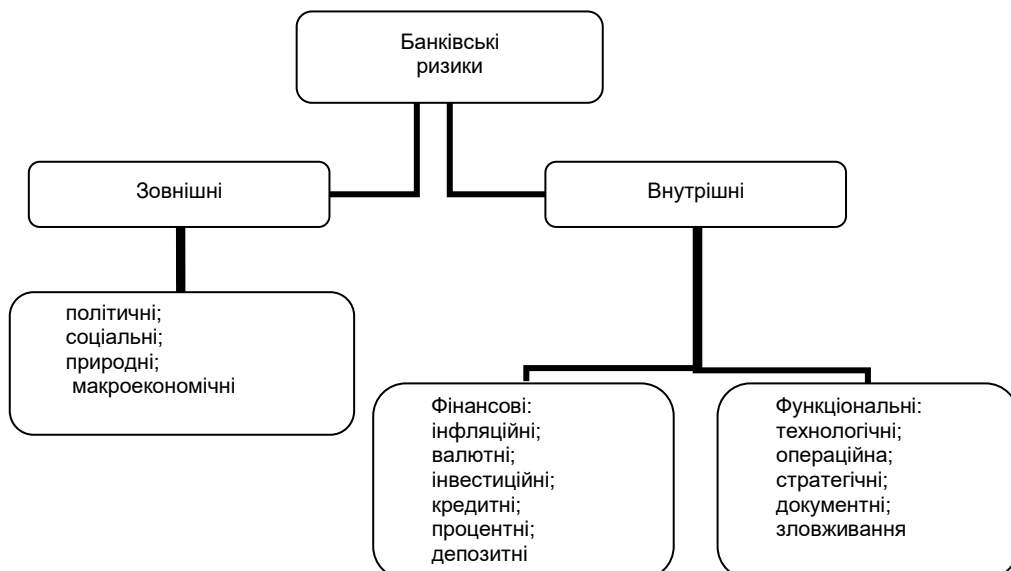 Банківські
ризики
Зовнішні
Внутрішні
політичні;
соціальні;
природні;
макроекономічні
Фінансові:
інфляційні;
валютні;
інвестиційні;
кредитні;
процентні;
депозитні
Функціональні:
технологічні;
операційна;
стратегічні;
документні;
зловживання